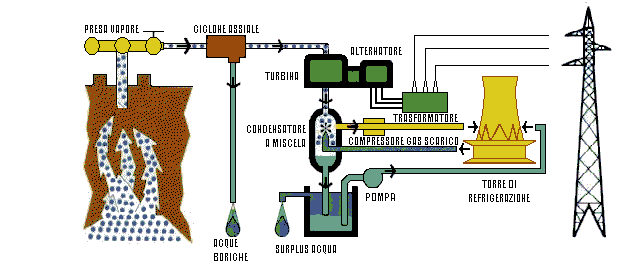 PRESA VAPORE
CICLONE ASSIALE
ALTERNATORE
TURBINA
TRASFORMATORE
CONDENSATORE
A MISCELA
COMPRESSORE GAS SCARICO
TORRE DI
REFRIGERAZIONE
POMPA
ACQUE
BORICHE
SURPLUS ACQUA